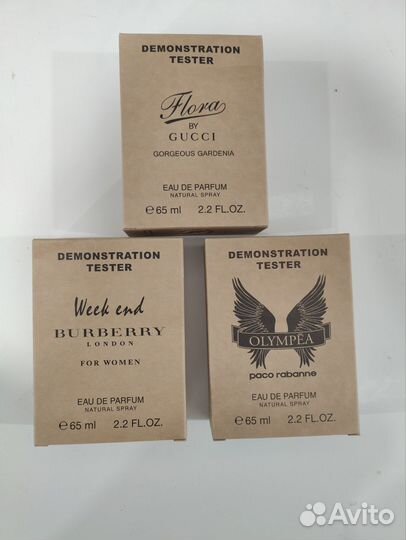 DEMONSTRATION
TESTER
Flora
BY
GUCCI
GORGEOUS GARDENIA
EAU DE PARFUM
NATURAL SPRAY
℮ 65 ml 2.2 FL.OZ.
DEMONSTRATION
TESTER
Week end
BURBERRY
LONDON
FOR WOMEN
EAU DE PARFUM
NATURAL SPRAY
℮ 65 ml 2.2 FL.OZ.
DEMONSTRATION
TESTER
OLYMPĒA
paco rabanne
EAU DE PARFUM
NATURAL SPRAY
℮ 65 ml 2.2 FL.OZ.
Avito